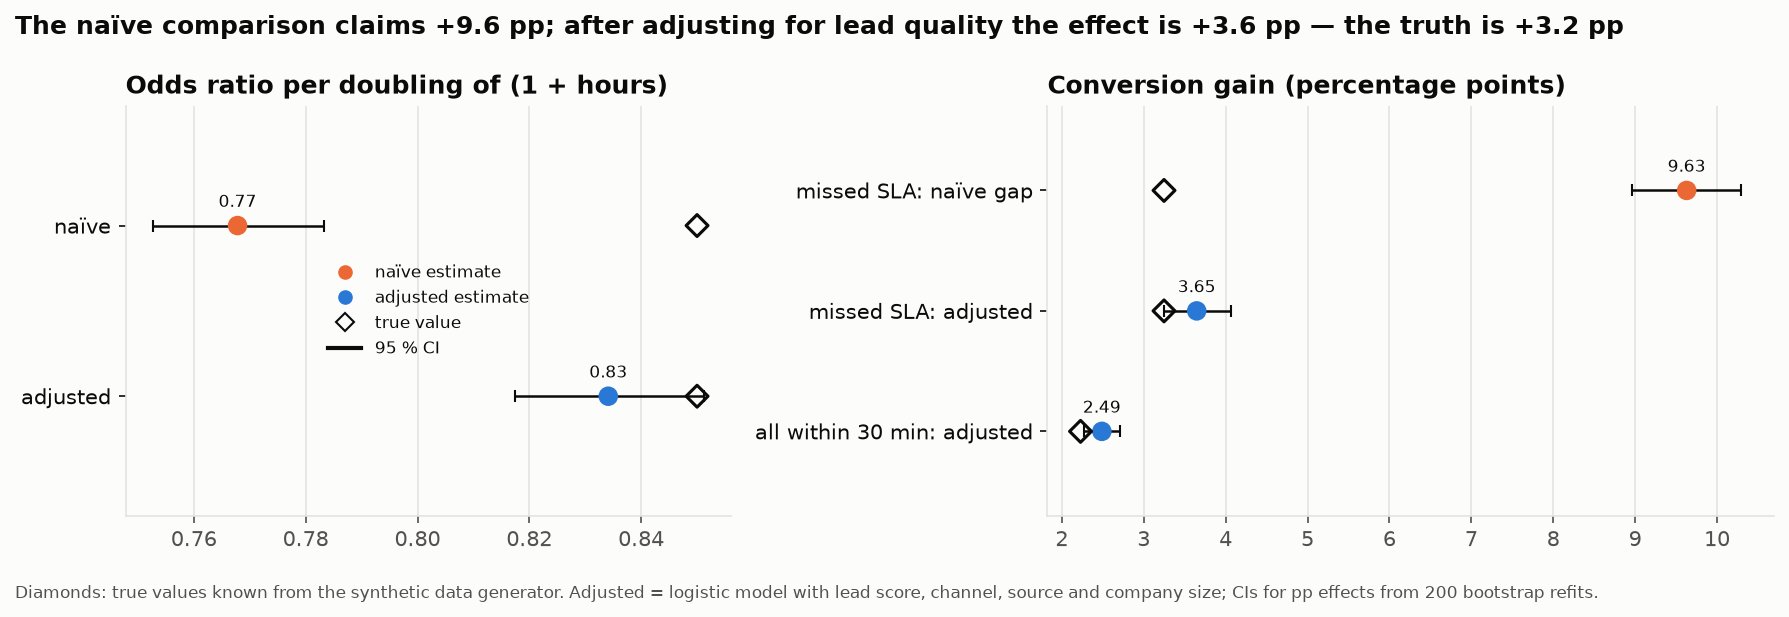 The naïve comparison claims +9.6 pp; after adjusting for lead quality the effect is +3.6 pp — the truth is +3.2 pp
Odds ratio per doubling of (1 + hours)
naïve
adjusted
0.77
0.83
naïve estimate
adjusted estimate
true value
95 % CI
0.76 0.78 0.80 0.82 0.84
Conversion gain (percentage points)
missed SLA: naïve gap
missed SLA: adjusted
all within 30 min: adjusted
9.63
3.65
2.49
2 3 4 5 6 7 8 9 10
Diamonds: true values known from the synthetic data generator. Adjusted = logistic model with lead score, channel, source and company size; CIs for pp effects from 200 bootstrap refits.